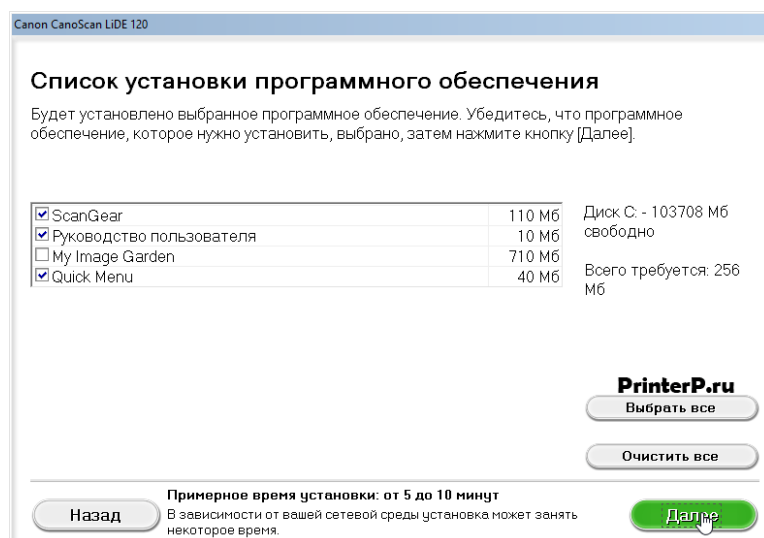 Canon CanoScan LiDE 120
Список установки программного обеспечения
Будет установлено выбранное программное обеспечение. Убедитесь, что программное
обеспечение, которое нужно установить, выбрано, затем нажмите кнопку [Далее].
ScanGear 110 Мб
Руководство пользователя 10 Мб
My Image Garden 710 Мб
Quick Menu 40 Мб
Диск C: - 103708 Мб
свободно
Всего требуется: 256
Мб
PrinterP.ru
Выбрать все
Очистить все
Назад
Примерное время установки: от 5 до 10 минут
В зависимости от вашей сетевой среды установка может занять
некоторое время.
Далее